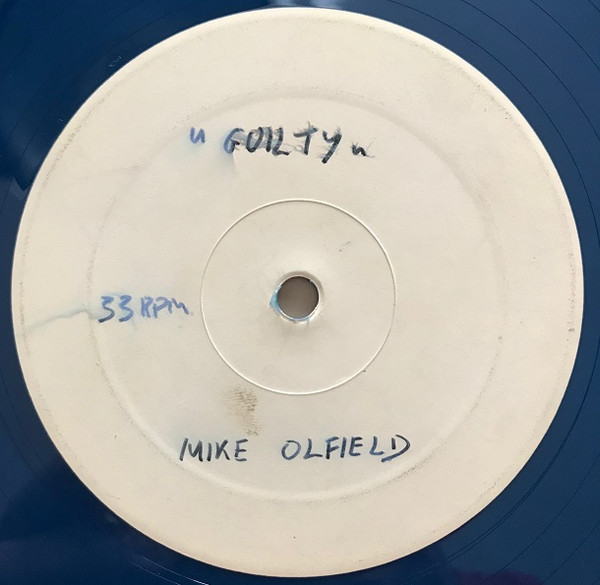 "GUILTY"
33 RPM.
MIKE OLFIELD